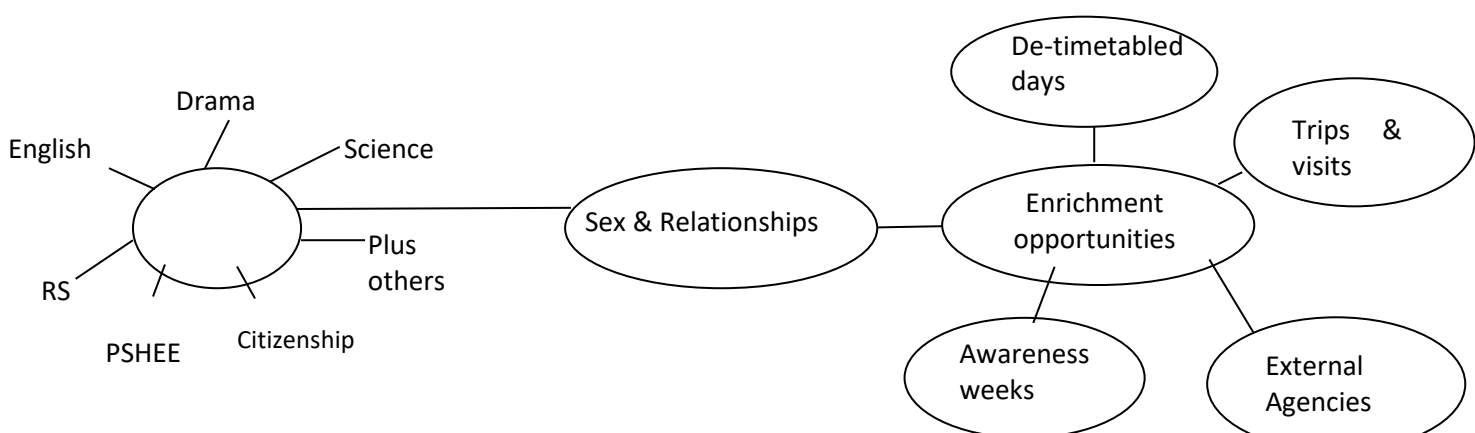 De-timetabled
days
Drama
English
Science
Trips &
visits
Sex & Relationships
Enrichment
opportunities
Plus
others
RS
PSHEE
Citizenship
Awareness
weeks
External
Agencies